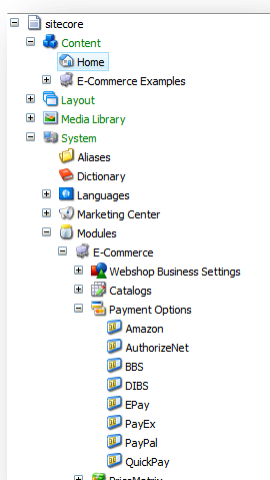 sitecore
Content
Home
E-Commerce Examples
Layout
Media Library
System
Aliases
Dictionary
Languages
Marketing Center
Modules
E-Commerce
Webshop Business Settings
Catalogs
Payment Options
Amazon
AuthorizeNet
BBS
DIBS
EPay
PayEx
PayPal
QuickPay
PriceMatrix